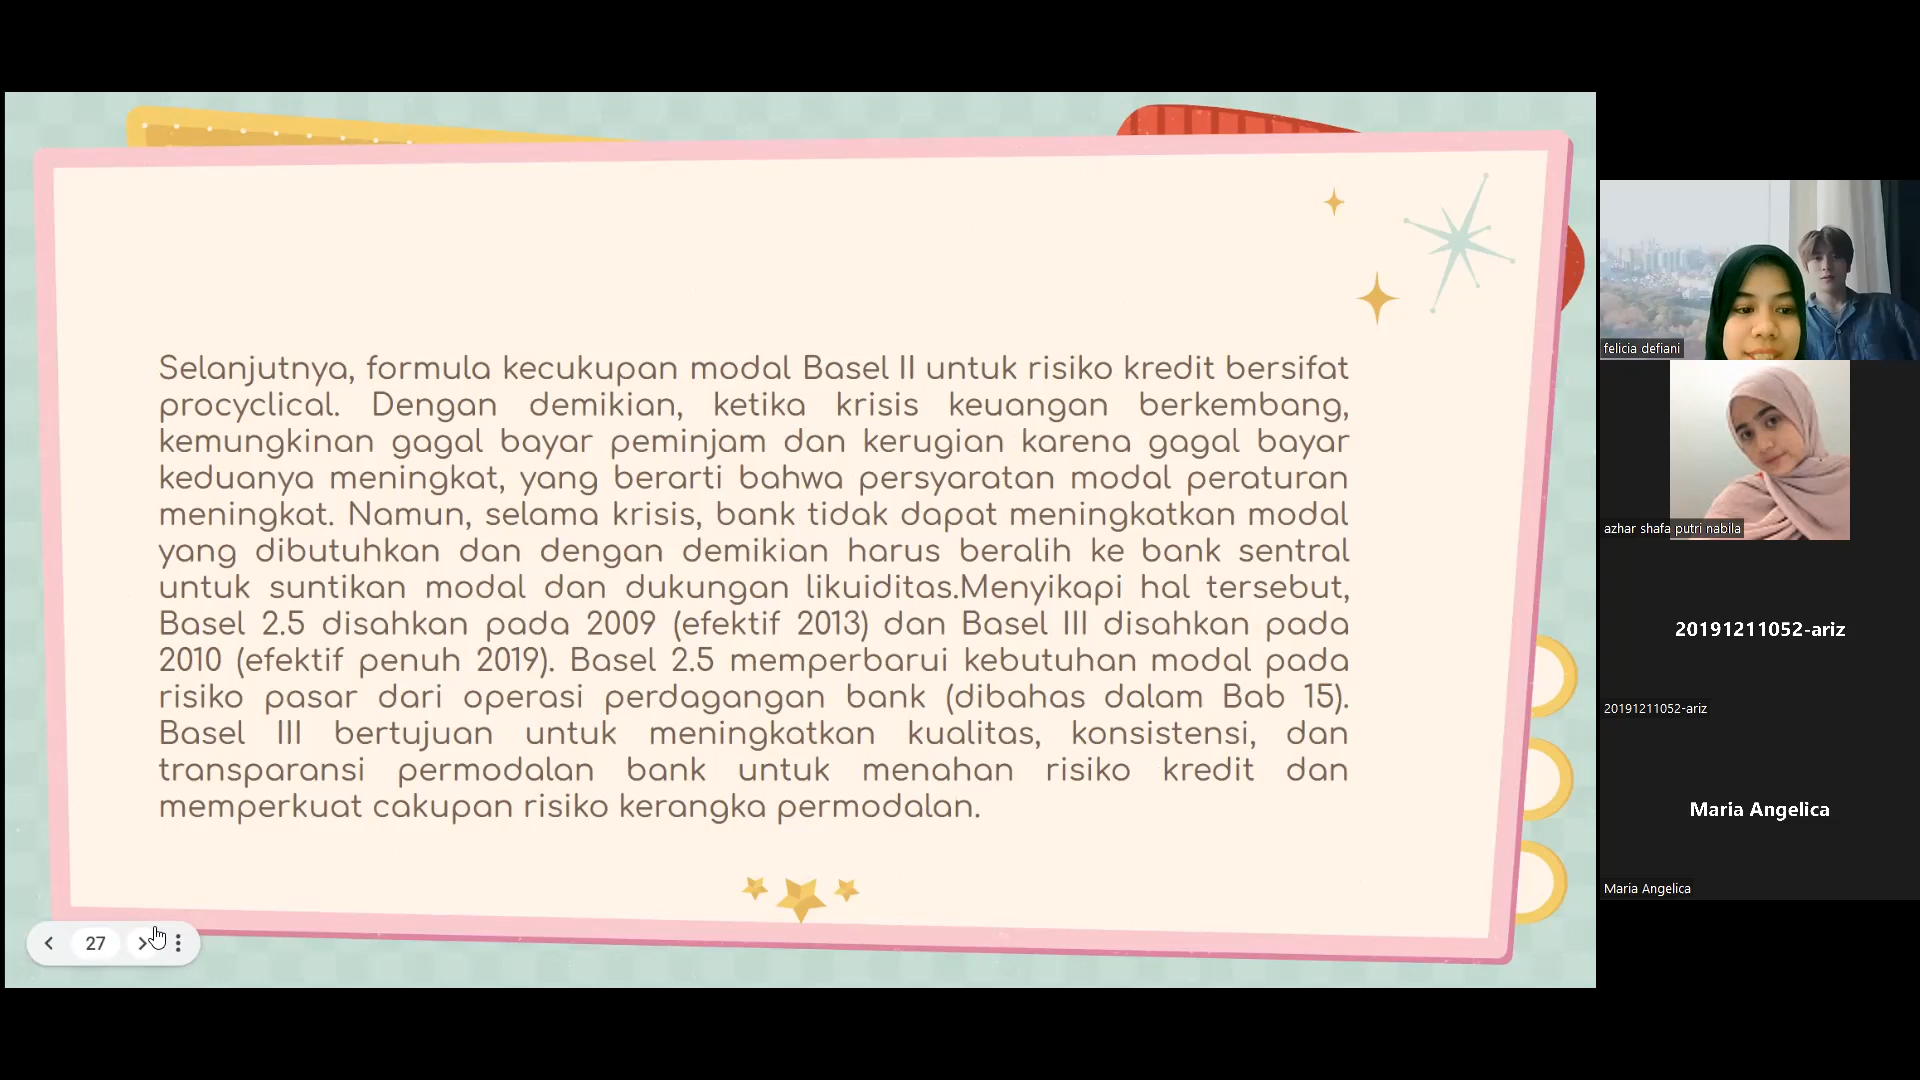 Selanjutnya, formula kecukupan modal Basel II untuk risiko kredit bersifat
procyclical. Dengan demikian, ketika krisis keuangan berkembang,
kemungkinan gagal bayar peminjam dan kerugian karena gagal bayar
keduanya meningkat, yang berarti bahwa persyaratan modal peraturan
meningkat. Namun, selama krisis, bank tidak dapat meningkatkan modal
yang dibutuhkan dan dengan demikian harus beralih ke bank sentral
untuk suntikan modal dan dukungan likuiditas.Menyikapi hal tersebut,
Basel 2.5 disahkan pada 2009 (efektif 2013) dan Basel III disahkan pada
2010 (efektif penuh 2019). Basel 2.5 memperbarui kebutuhan modal pada
risiko pasar dari operasi perdagangan bank (dibahas dalam Bab 15).
Basel III bertujuan untuk meningkatkan kualitas, konsistensi, dan
transparansi permodalan bank untuk menahan risiko kredit dan
memperkuat cakupan risiko kerangka permodalan.
27
felicia defiani
azhar shafa putri nabila
20191211052-ariz
20191211052-ariz
Maria Angelica
Maria Angelica